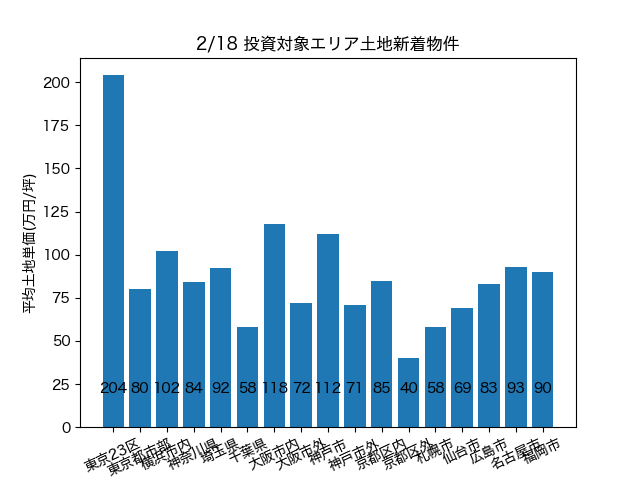 2/18 投資対象エリア土地新着物件
平均土地単価(万円/坪)
200
175
150
125
100
75
50
25
0
204 80 102 84 92 58 118 72 112 71 85 40 58 69 83 93 90
東京23区
東京都市部
横浜市内
神奈川県
埼玉県
千葉県
大阪市内
大阪市外
神戸市
神戸市外
京都区内
京都区外
札幌市
仙台市
広島市
名古屋市
福岡市